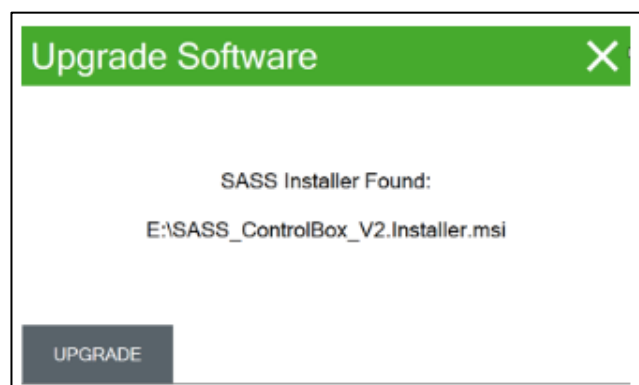 Upgrade Software
SASS Installer Found:
E:\SASS_ControlBox_V2.Installer.msi
UPGRADE